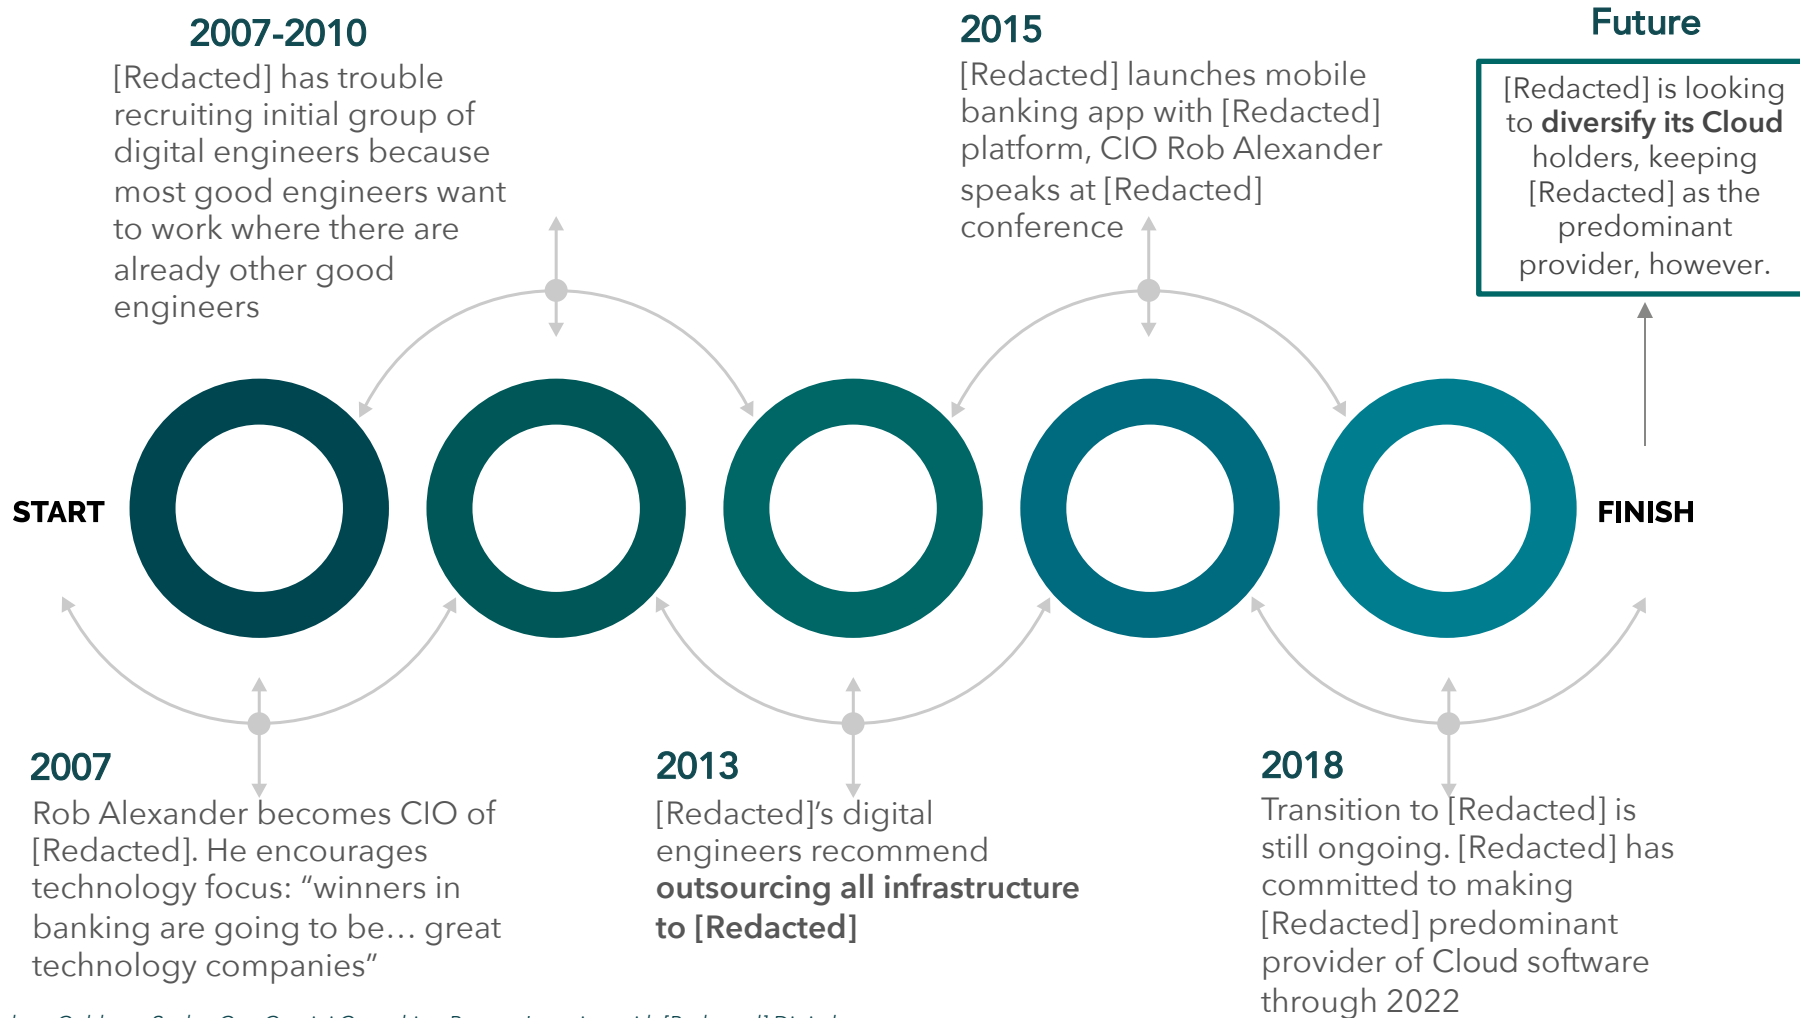 2007-2010
[Redacted] has trouble
recruiting initial group of
digital engineers because
most good engineers want
to work where there are
already other good
engineers
2015
[Redacted] launches mobile
banking app with [Redacted]
platform, CIO Rob Alexander
speaks at [Redacted]
conference
Future
[Redacted] is looking
to diversify its Cloud
holders, keeping
[Redacted] as the
predominant
provider, however.
START
FINISH
2007
Rob Alexander becomes CIO of
[Redacted]. He encourages
technology focus: “winners in
banking are going to be… great
technology companies”
2013
[Redacted]’s digital
engineers recommend
outsourcing all infrastructure
to [Redacted]
2018
Transition to [Redacted] is
still ongoing. [Redacted] has
committed to making
[Redacted] predominant
provider of Cloud software
through 2022